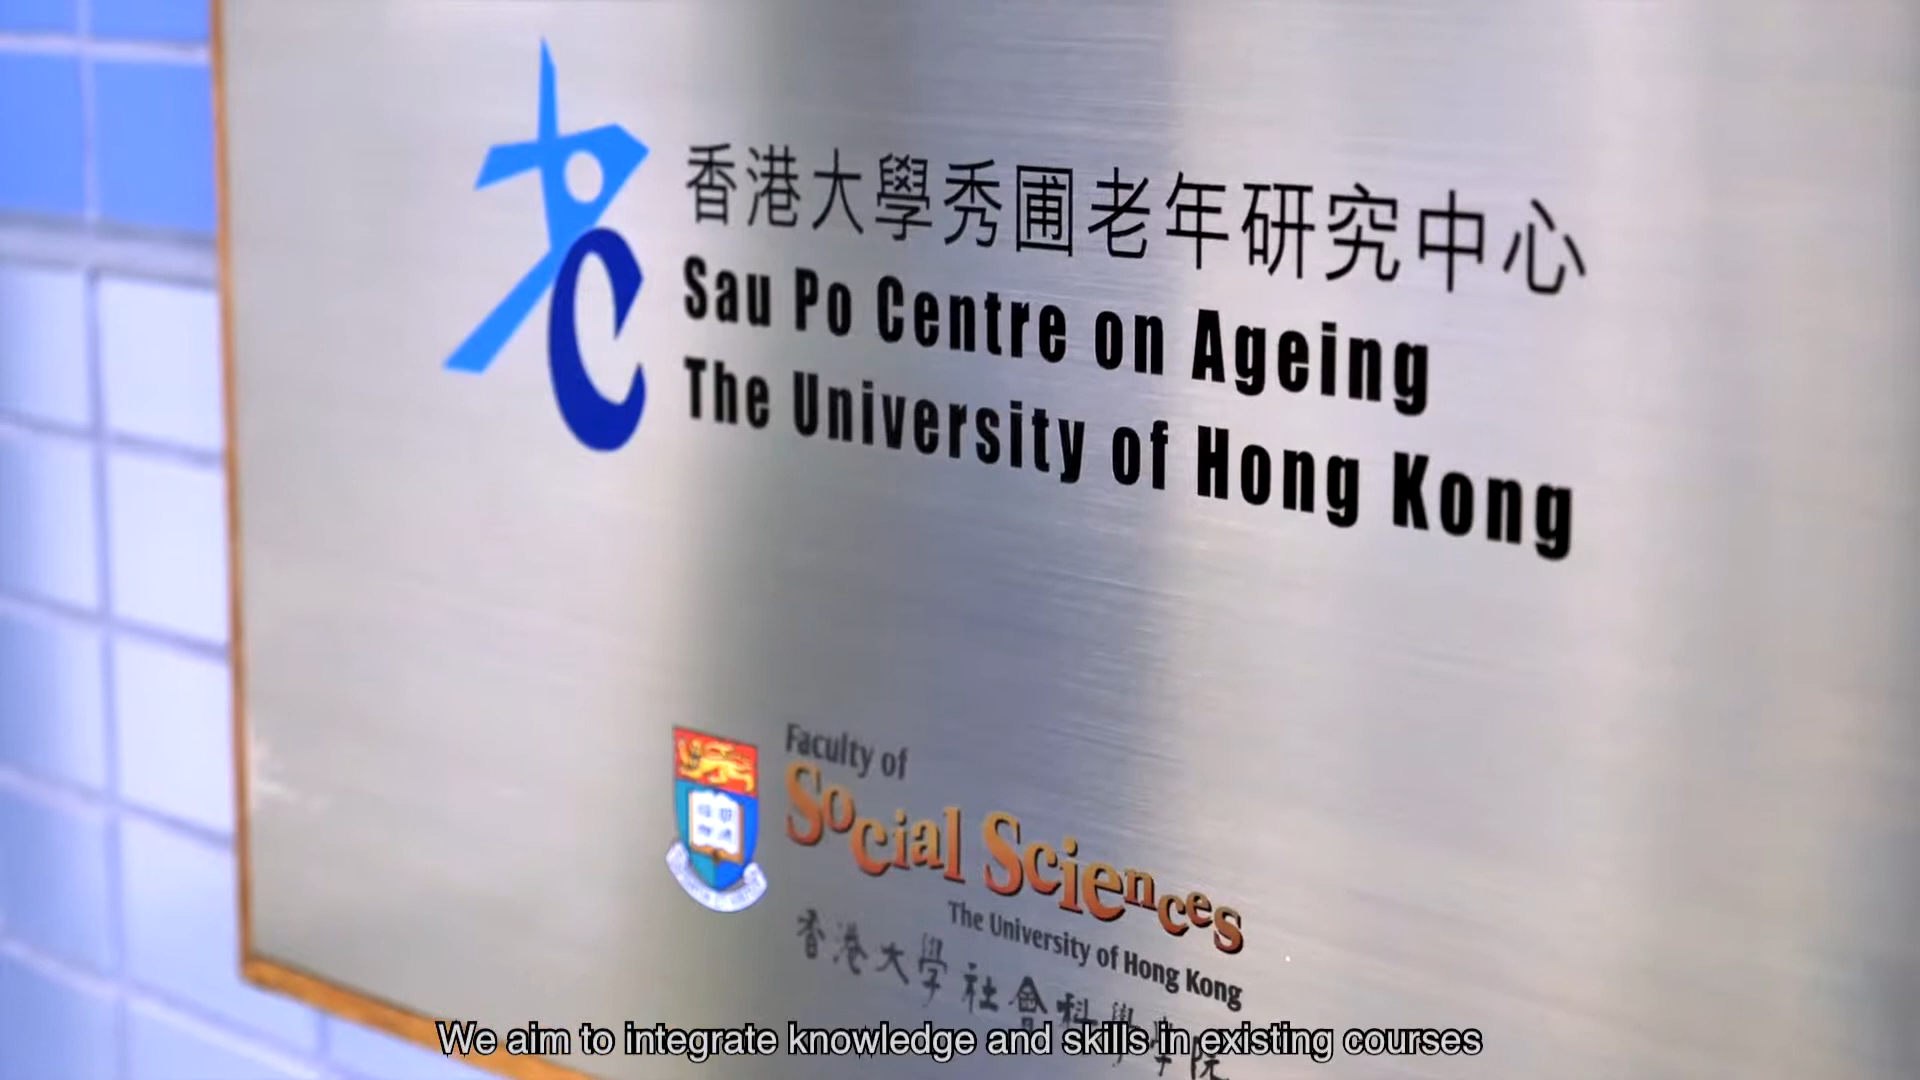 香港大學秀圃老年研究中心
Sau Po Centre on Ageing
The University of Hong Kong
Faculty of
Social Sciences
The University of Hong Kong
香港大學社會科學學院
We aim to integrate knowledge and skills in existing courses